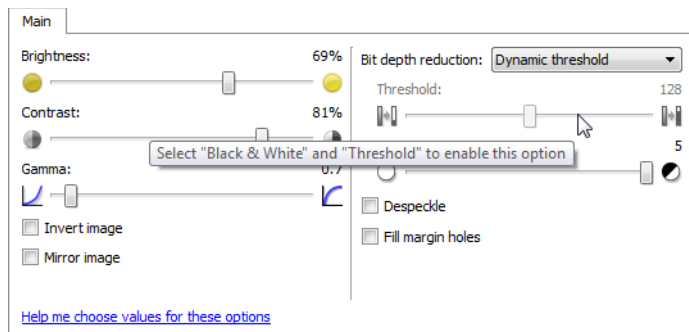 Main
Brightness:
69%
Contrast:
81%
Gamma:
0.7
Invert image
Mirror image
Help me choose values for these options
Bit depth reduction:
Dynamic threshold
Threshold:
128
Select "Black & White" and "Threshold" to enable this option
5
Despeckle
Fill margin holes